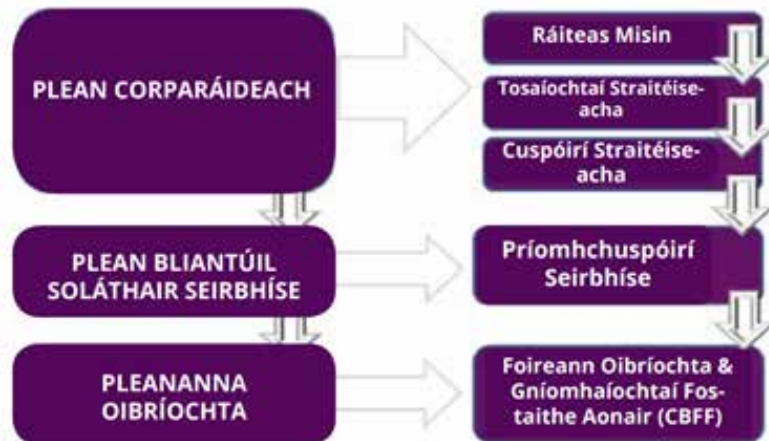 PLEAN CORPARÁIDEACH
Ráiteas Misin
Tosaíochtaí Straitéise-
acha
Cuspóirí Straitéise-
acha
PLEAN BLIANTÚIL
SOLÁTHAIR SEIRBHÍSE
Príomhchuspóirí
Seirbhíse
PLEANANNA
OIBRÍOCHTA
Foireann Oibríochta &
Gníomhaíochtaí Fos-
taithe Aonair (CBFF)